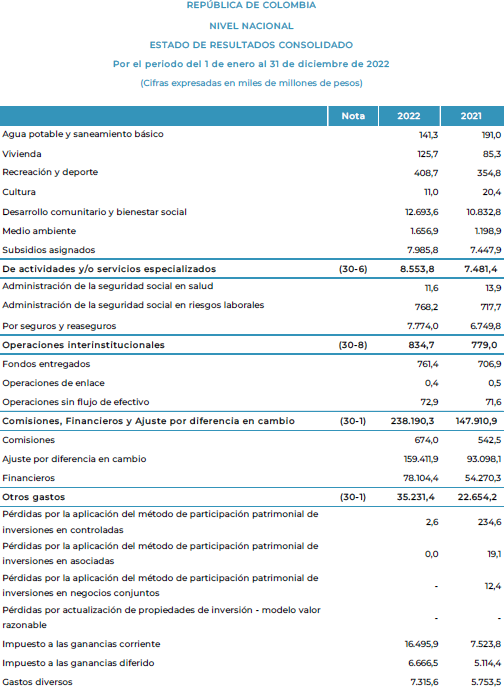 REPÚBLICA DE COLOMBIA
NIVEL NACIONAL
ESTADO DE RESULTADOS CONSOLIDADO
Por el período del 1 de enero al 31 de diciembre de 2022
(Cifras expresadas en miles de millones de pesos)
Nota 2022 2021
Agua potable y saneamiento básico 141,3 191,0
Vivienda 125,7 85,3
Recreación y deporte 408,7 354,8
Cultura 11,0 20,4
Desarrollo comunitario y bienestar social 12.693,6 10.832,8
Medio ambiente 1.656,9 1.198,9
Subsidios asignados 7.985,8 7.447,9
De actividades y/o servicios especializados (30-6) 8.553,8 7.481,4
Administración de la seguridad social en salud 11,6 13,9
Administración de la seguridad social en riesgos laborales 768,2 717,7
Por seguros y reaseguros 7.774,0 6.749,8
Operaciones interinstitucionales (30-8) 834,7 779,0
Fondos entregados 761,4 706,9
Operaciones de enlace 0,4 0,5
Operaciones sin flujo de efectivo 72,9 71,6
Comisiones, Financieros y Ajuste por diferencia en cambio (30-1) 238.190,3 147.910,9
Comisiones 674,0 542,5
Ajuste por diferencia en cambio 159.411,9 93.098,1
Financieros 78.104,4 54.270,3
Otros gastos (30-1) 35.231,4 22.654,2
Pérdidas por la aplicación del método de participación patrimonial de
inversiones en controladas 2,6 234,6
Pérdidas por la aplicación del método de participación patrimonial de
inversiones en asociadas 0,0 19,1
Pérdidas por la aplicación del método de participación patrimonial de
inversiones en negocios conjuntos - 12,4
Pérdidas por actualización de propiedades de inversión - modelo valor
razonable - -
Impuesto a las ganancias corriente 16.495,9 7.523,8
Impuesto a las ganancias diferido 6.666,5 5.114,4
Gastos diversos 7.315,6 5.753,5